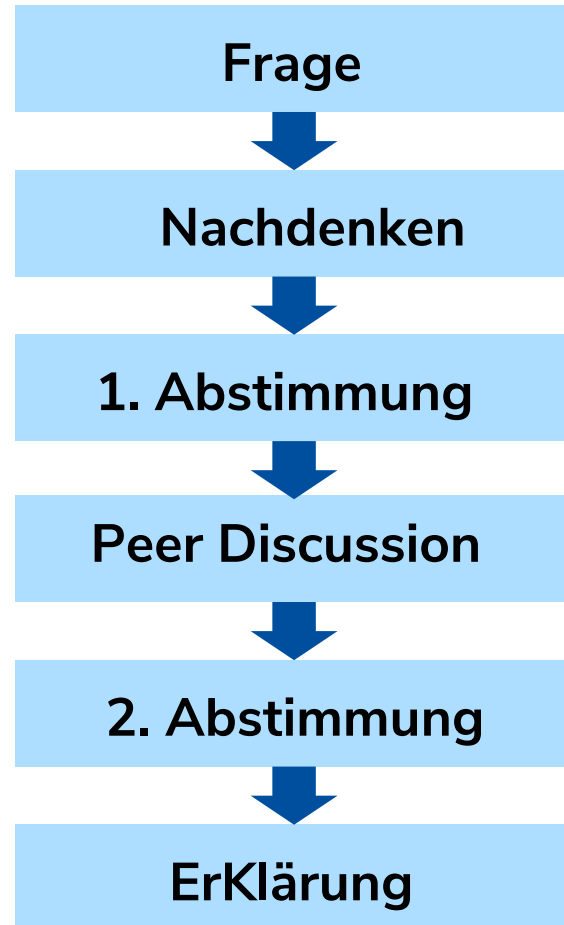 Frage
Nachdenken
1. Abstimmung
Peer Discussion
2. Abstimmung
ErKlärung